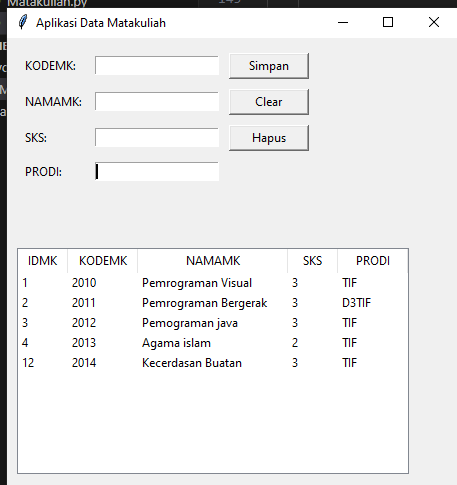 Matakuliah.py
Aplikasi Data Matakuliah
KODEMK: Simpan
NAMAMK: Clear
SKS: Hapus
PRODI:
IDMK KODEMK NAMAMK SKS PRODI
1 2010 Pemrograman Visual 3 TIF
2 2011 Pemrograman Bergerak 3 D3TIF
3 2012 Pemograman java 3 TIF
4 2013 Agama islam 2 TIF
12 2014 Kecerdasan Buatan 3 TIF